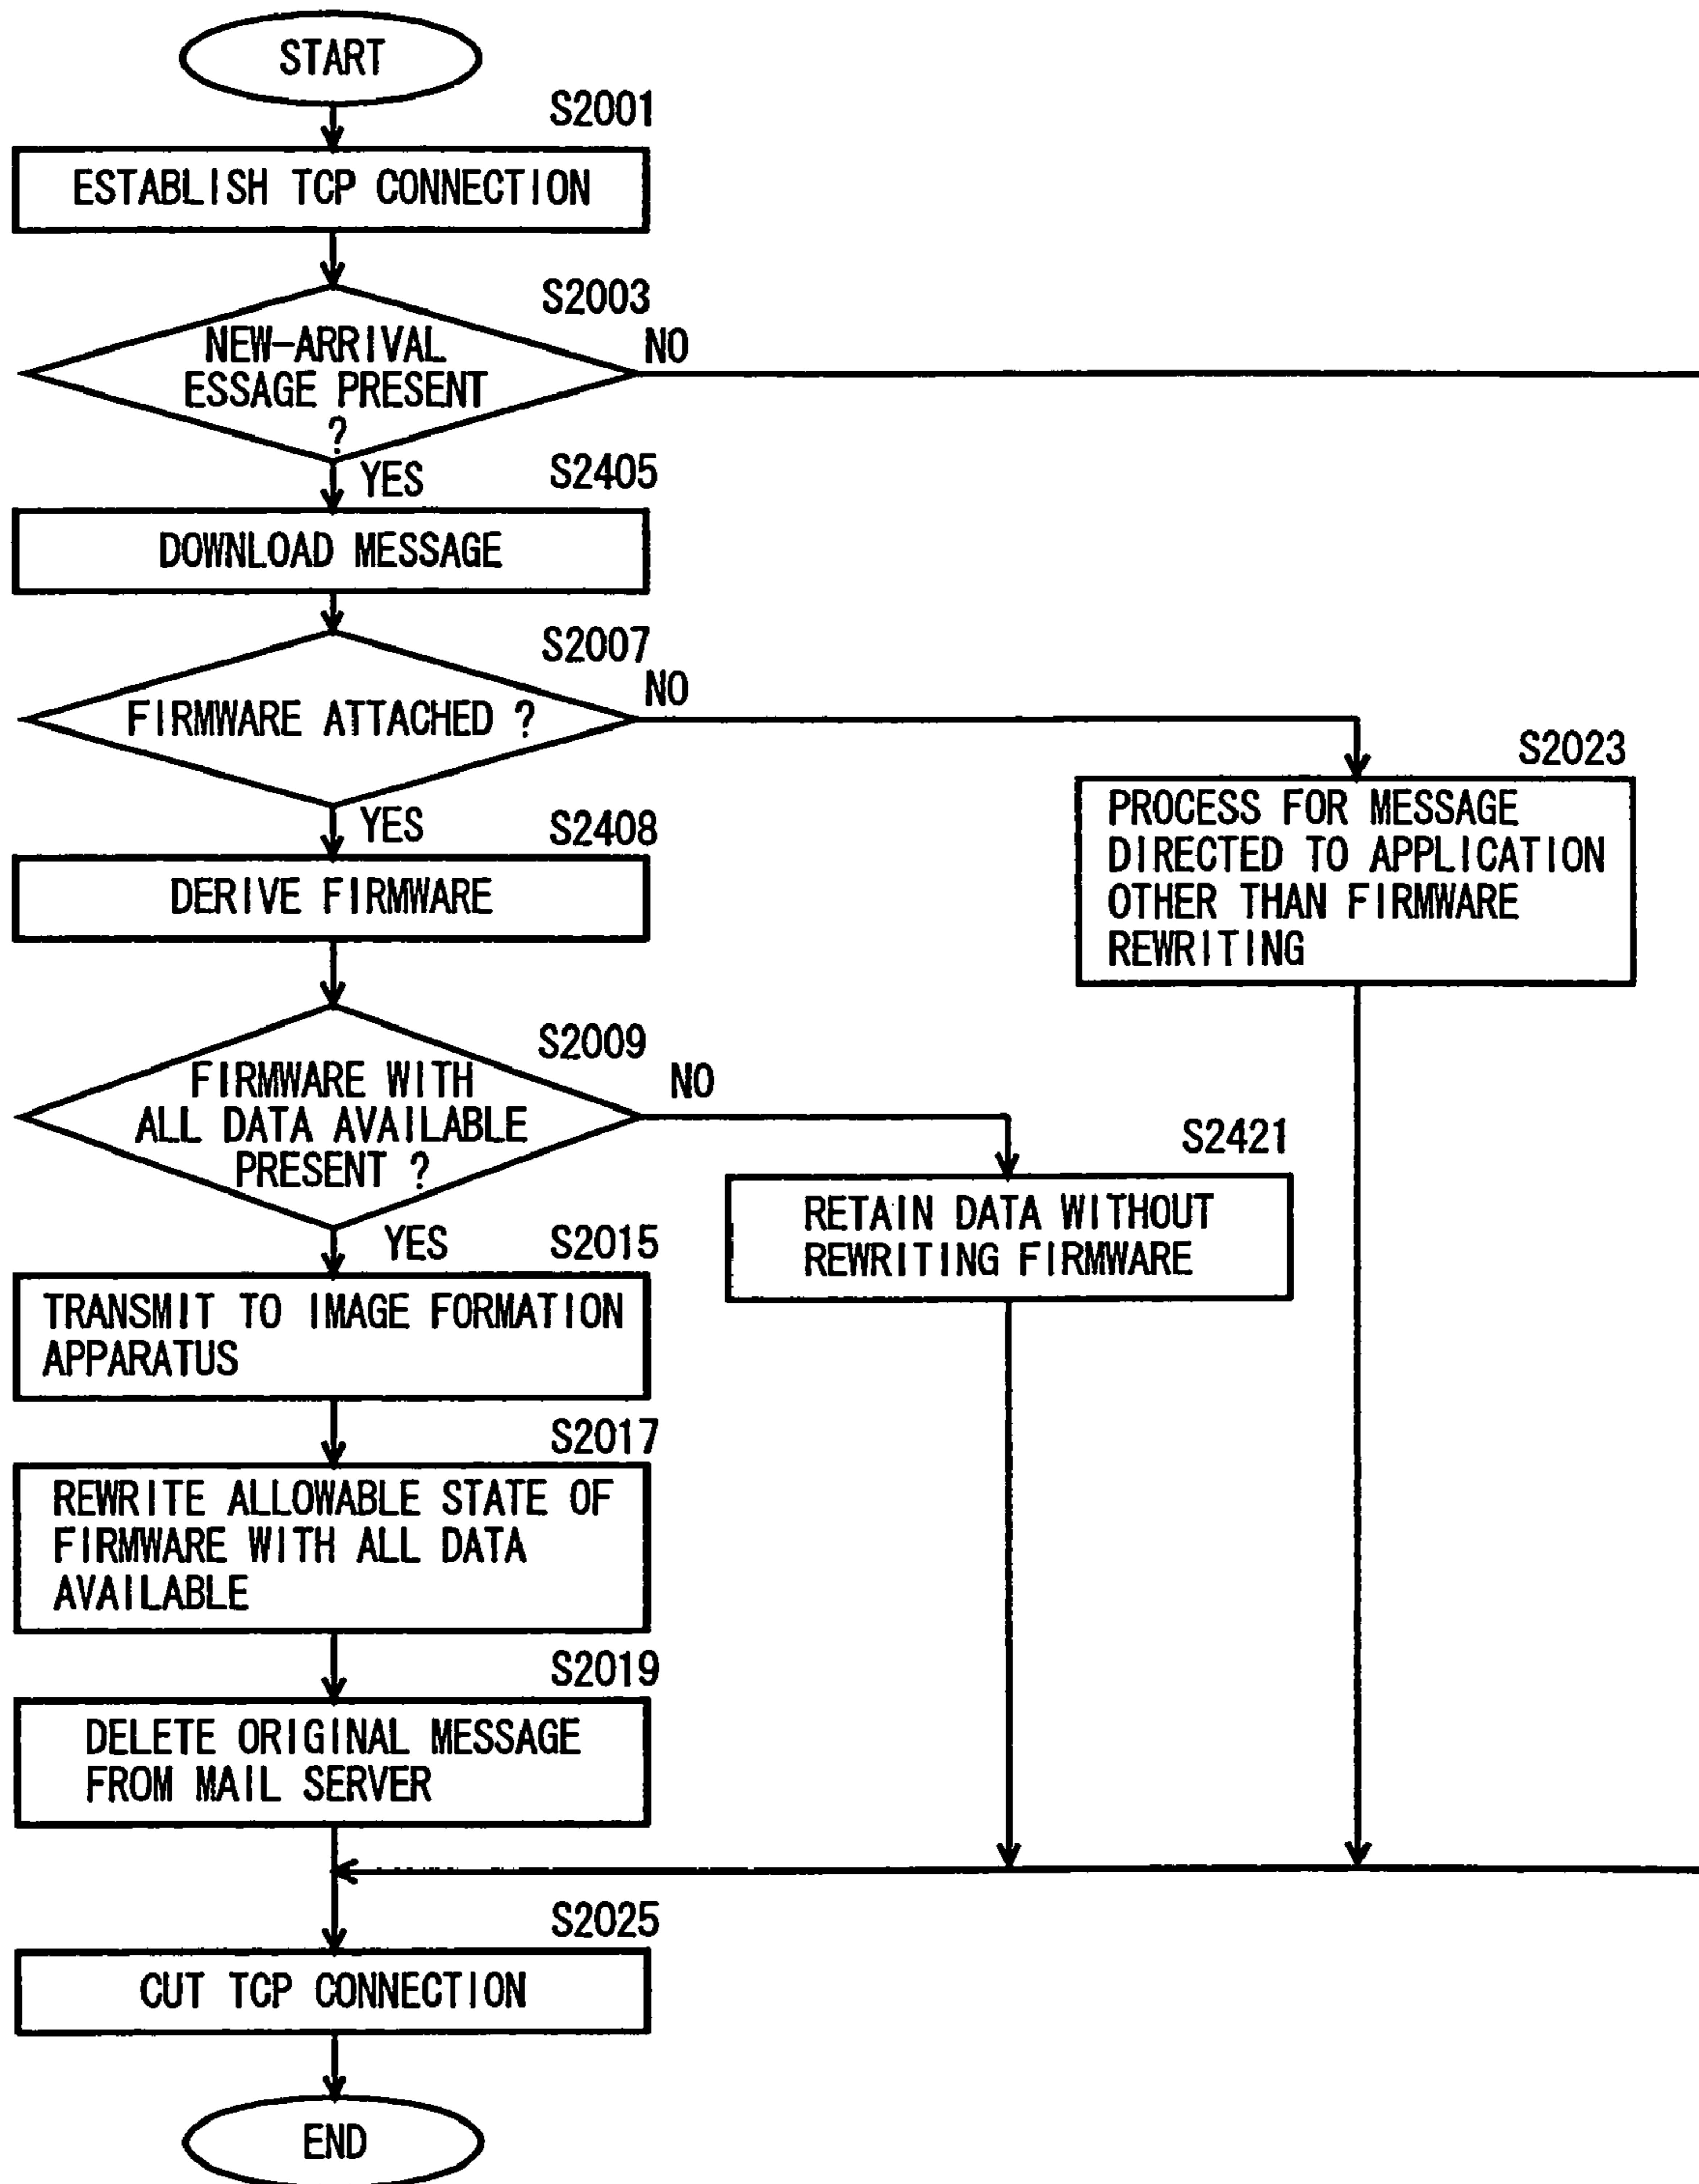 START
S2001
ESTABLISH TCP CONNECTION
S2003
NEW-ARRIVAL
ESSAGE PRESENT
?
NO
YES
S2405
DOWNLOAD MESSAGE
S2007
FIRMWARE ATTACHED ?
NO
YES
S2023
PROCESS FOR MESSAGE
DIRECTED TO APPLICATION
OTHER THAN FIRMWARE
REWRITING
S2408
DERIVE FIRMWARE
S2009
FIRMWARE WITH
ALL DATA AVAILABLE
PRESENT ?
NO
YES
S2421
RETAIN DATA WITHOUT
REWRITING FIRMWARE
S2015
TRANSMIT TO IMAGE FORMATION
APPARATUS
S2017
REWRITE ALLOWABLE STATE OF
FIRMWARE WITH ALL DATA
AVAILABLE
S2019
DELETE ORIGINAL MESSAGE
FROM MAIL SERVER
S2025
CUT TCP CONNECTION
END